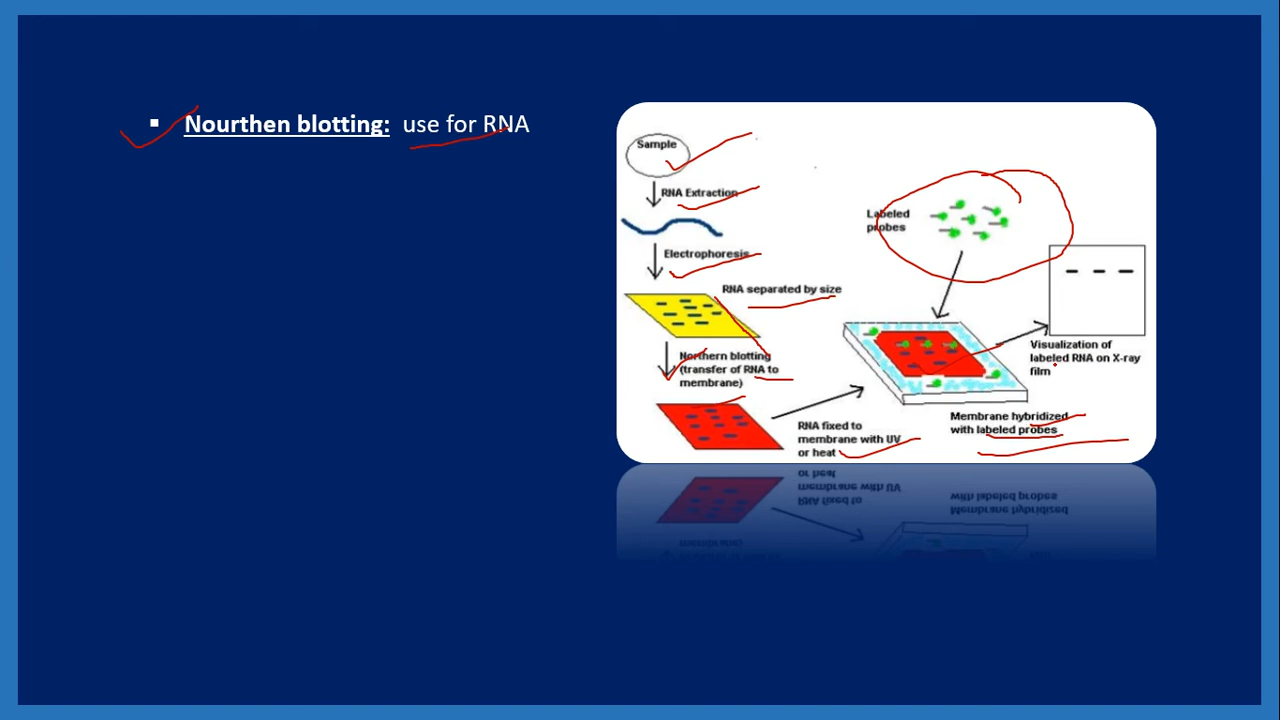 ▪ Nourthen blotting: use for RNA
Sample
RNA Extraction
Electrophoresis
RNA separated by size
Northern blotting
(transfer of RNA to
membrane)
RNA fixed to
membrane with UV
or heat
Labeled
probes
Membrane hybridized
with labeled probes
Visualization of
labeled RNA on X-ray
film